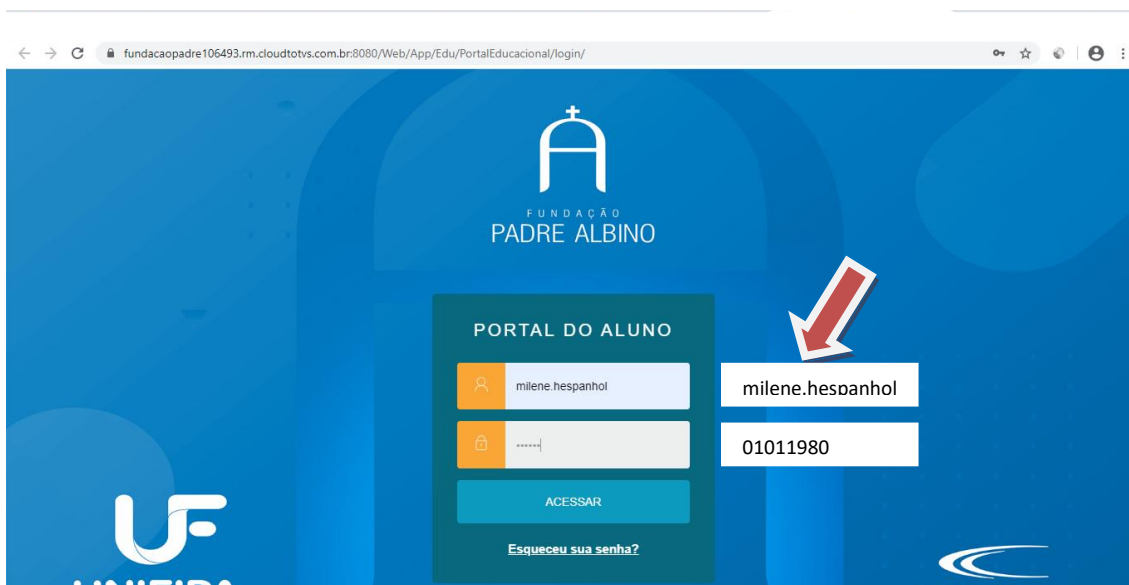 fundacaopadre106493.rm.cloudtotvs.com.br:8080/Web/App/Edu/PortalEducacional/login/
FUNDAÇÃO
PADRE ALBINO
PORTAL DO ALUNO
milene.hespanhol
milene.hespanhol
••••••
01011980
ACESSAR
Esqueceu sua senha?
UF